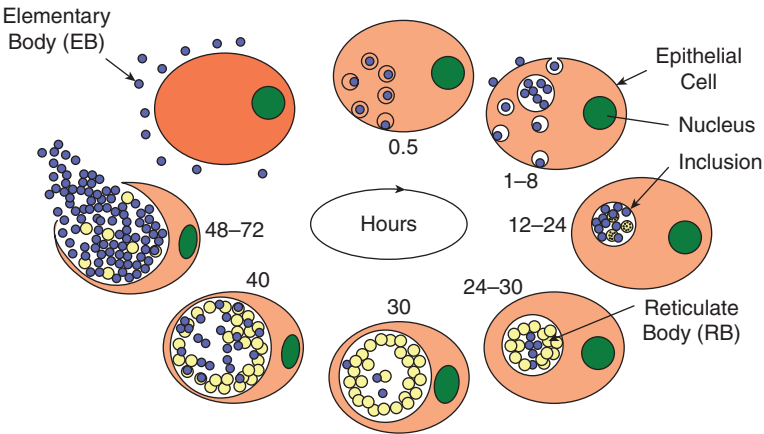 Elementary
Body (EB)
Epithelial
Cell
Nucleus
0.5
Inclusion
1–8
48–72
Hours
12–24
40
30
24–30
Reticulate
Body (RB)